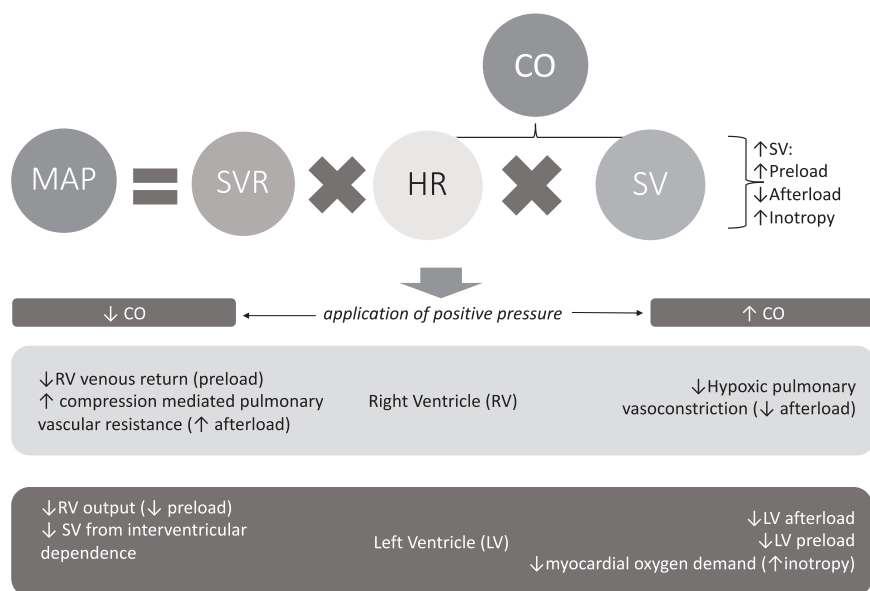 CO
MAP = SVR × HR × SV
↑SV:
↑Preload
↓Afterload
↑Inotropy
↓ CO
application of positive pressure
↑ CO
↓RV venous return (preload)
↑ compression mediated pulmonary
vascular resistance (↑ afterload)
Right Ventricle (RV)
↓Hypoxic pulmonary
vasoconstriction (↓ afterload)
↓RV output (↓ preload)
↓ SV from interventricular
dependence
Left Ventricle (LV)
↓LV afterload
↓LV preload
↓myocardial oxygen demand (↑inotropy)